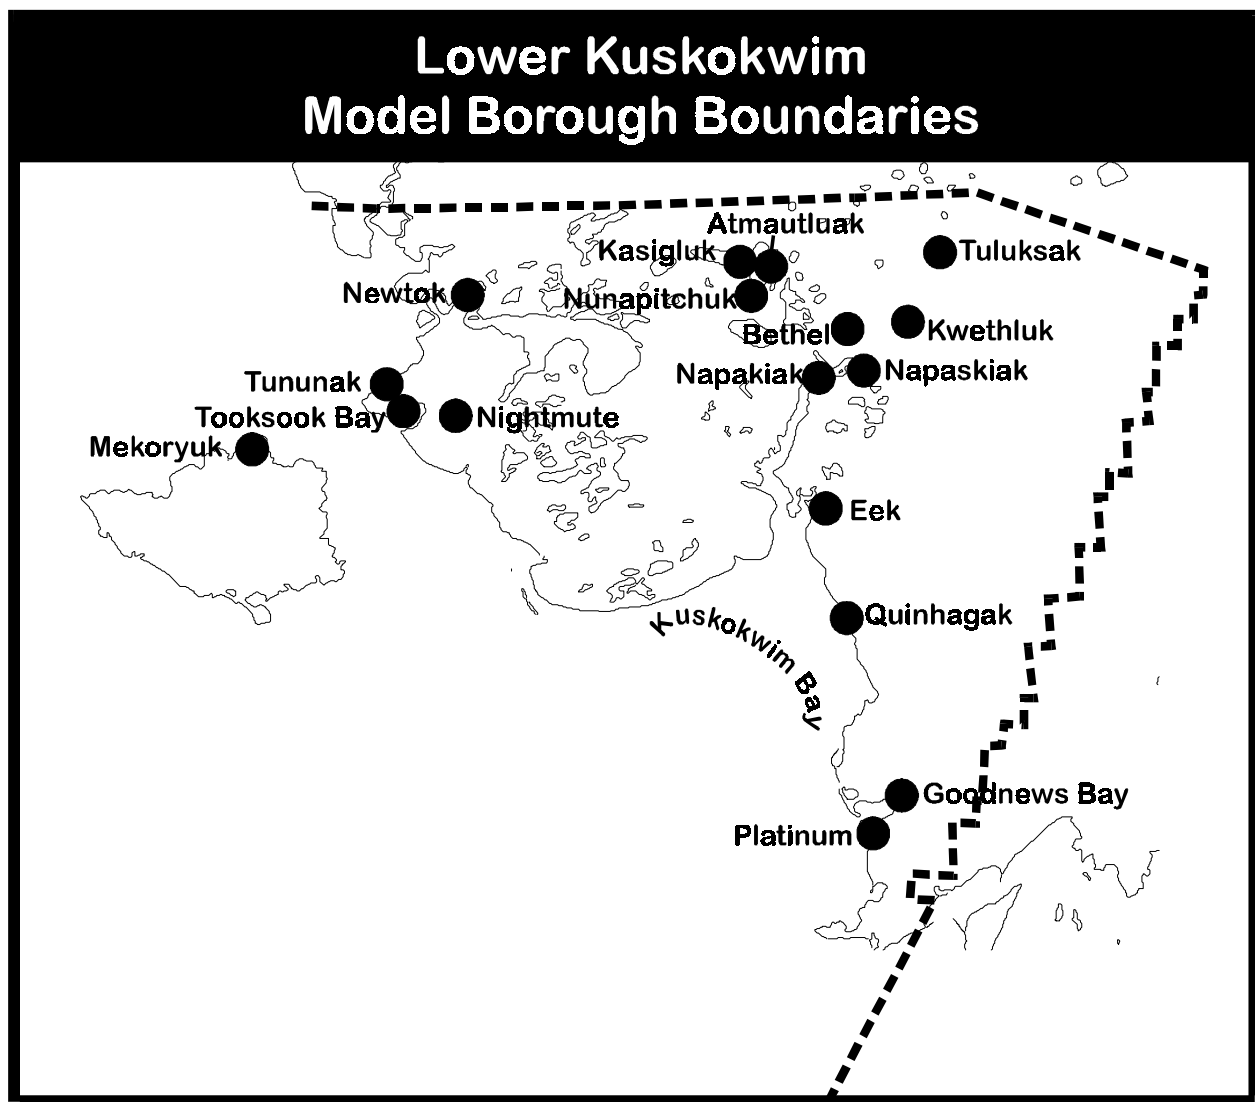 Lower Kuskokwim
Model Borough Boundaries
Atmautluak
Kasigluk
Tuluksak
Newtok
Nunapitchuk
Bethel
Kwethluk
Napakiak
Napaskiak
Tununak
Tooksook Bay
Nightmute
Mekoryuk
Eek
Quinhagak
Kuskokwim Bay
Goodnews Bay
Platinum